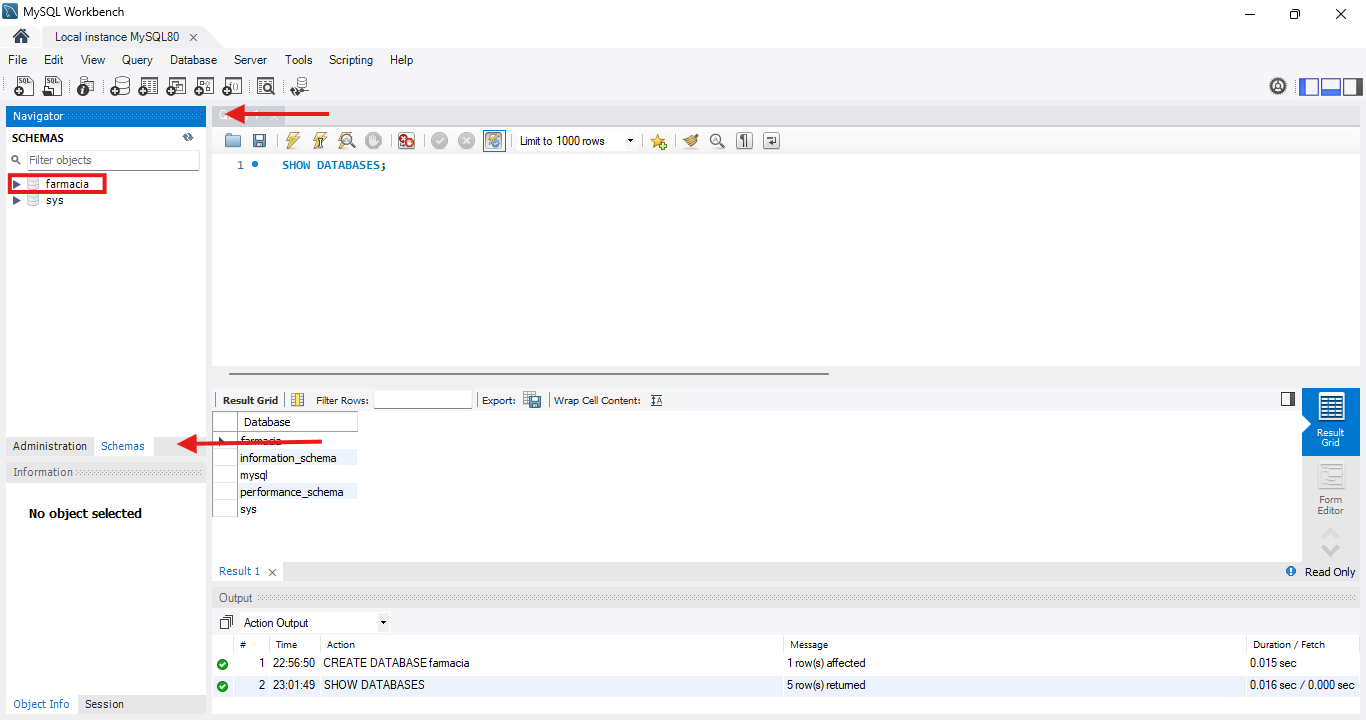 MySQL Workbench
Local instance MySQL80
File Edit View Query Database Server Tools Scripting Help
Navigator
SCHEMAS
Filter objects
farmacia
sys
Administration Schemas
Information
No object selected
Object Info Session
Limit to 1000 rows
1 SHOW DATABASES;
Result Grid Filter Rows: Export: Wrap Cell Content:
Database
farmacia
information_schema
mysql
performance_schema
sys
Result Grid
Form Editor
Result 1
Read Only
Output
Action Output
# Time Action Message Duration / Fetch
1 22:56:50 CREATE DATABASE farmacia 1 row(s) affected 0.015 sec
2 23:01:49 SHOW DATABASES 5 row(s) returned 0.016 sec / 0.000 sec